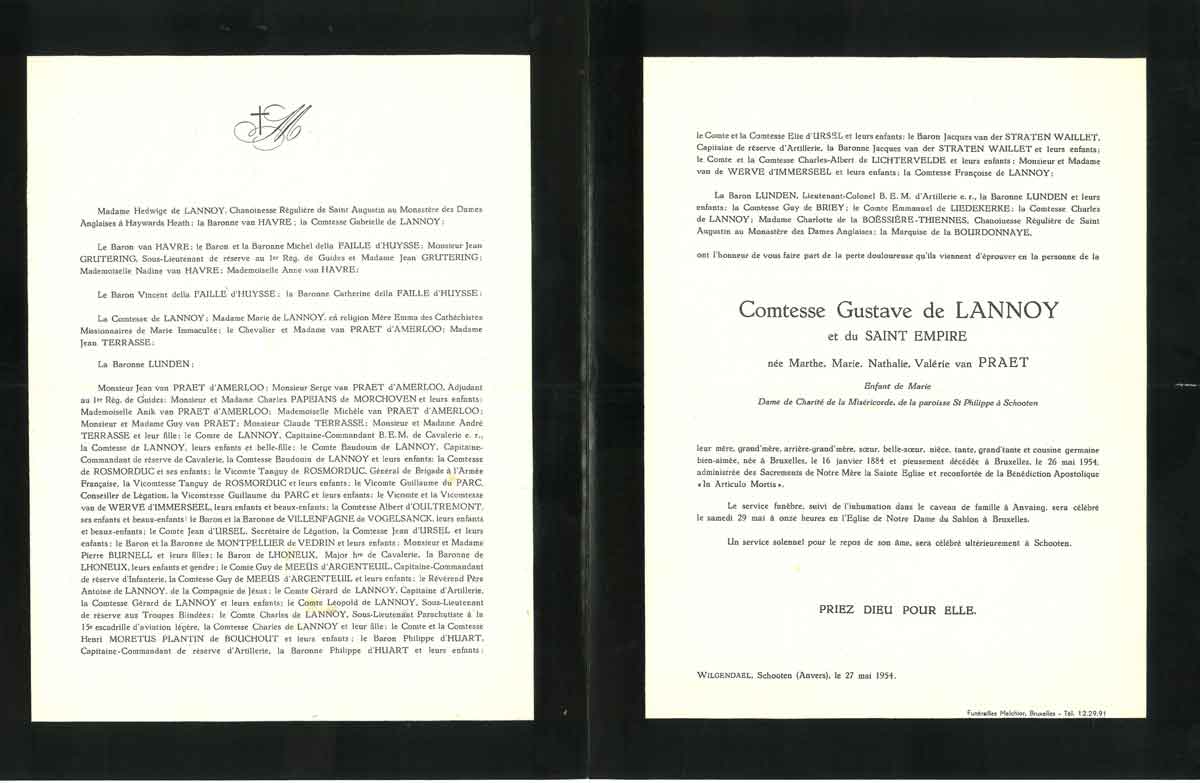 M
Madame Hedwige de LANNOY, Chanoinesse Régulière de Saint Augustin au Monastère des Dames
Anglaises à Haywards Heath; la Baronne van HAVRE; la Comtesse Gabrielle de LANNOY;
Le Baron van HAVRE; le Baron et la Baronne Michel della FAILLE d'HUYSSE; Monsieur Jean
GRUTERING, Sous-Lieutenant de réserve au 1er Rég. de Guides et Madame Jean GRUTERING;
Mademoiselle Nadine van HAVRE; Mademoiselle Anne van HAVRE;
Le Baron Vincent della FAILLE d'HUYSSE; la Baronne Catherine della FAILLE d'HUYSSE;
La Comtesse de LANNOY; Madame Marie de LANNOY, en religion Mère Emma des Cathéchistes
Missionnaires de Marie Immaculée; le Chevalier et Madame van PRAET d'AMERLOO; Madame
Jean TERRASSE;
La Baronne LUNDEN;
Monsieur Jean van PRAET d'AMERLOO; Monsieur Serge van PRAET d'AMERLOO, Adjudant
au 1er Rég. de Guides; Monsieur et Madame Charles PAPEIANS de MORCHOVEN et leurs enfants;
Mademoiselle Anik van PRAET d'AMERLOO; Mademoiselle Michèle van PRAET d'AMERLOO;
Monsieur et Madame Guy van PRAET; Monsieur Claude TERRASSE; Monsieur et Madame André
TERRASSE et leur fille; le Comte de LANNOY, Capitaine-Commandant B.E.M. de Cavalerie e. r.,
la Comtesse de LANNOY, leurs enfants et belle-fille; le Comte Baudouin de LANNOY, Capitaine-
Commandant de réserve de Cavalerie, la Comtesse Baudouin de LANNOY et leurs enfants; la Comtesse
de ROSMORDUC et ses enfants; le Vicomte Tanguy de ROSMORDUC, Général de Brigade à l'Armée
Française, la Vicomtesse Tanguy de ROSMORDUC et leurs enfants; le Vicomte Guillaume du PARC,
Conseiller de Légation, la Vicomtesse Guillaume du PARC et leurs enfants; le Vicomte et la Vicomtesse
van de WERVE d'IMMERSEEL, leurs enfants et beaux-enfants; la Comtesse Albert d'OULTREMONT,
ses enfants et beaux-enfants; le Baron et la Baronne de VILLENFAGNE de VOGELSANCK, leurs enfants
et beaux-enfants; le Comte Jean d'URSEL, Secrétaire de Légation, la Comtesse Jean d'URSEL et leurs
enfants; le Baron et la Baronne de MONTPELLIER de VEDRIN et leurs enfants; Monsieur et Madame
Pierre BURNELL et leurs filles; le Baron de LHONEUX, Major hre de Cavalerie, la Baronne de
LHONEUX, leurs enfants et gendre; le Comte Guy de MEEÛS d'ARGENTEUIL, Capitaine-Commandant
de réserve d'Infanterie, la Comtesse Guy de MEEÛS d'ARGENTEUIL et leurs enfants; le Révérend Père
Antoine de LANNOY, de la Compagnie de Jésus; le Comte Gérard de LANNOY, Capitaine d'Artillerie,
la Comtesse Gérard de LANNOY et leurs enfants; le Comte Léopold de LANNOY, Sous-Lieutenant
de réserve aux Troupes Blindées; le Comte Charles de LANNOY, Sous-Lieutenant Parachutiste à la
15e escadrille d'aviation légère, la Comtesse Charles de LANNOY et leur fille; le Comte et la Comtesse
Henri MORETUS PLANTIN de BOUCHOUT et leurs enfants; le Baron Philippe d'HUART,
Capitaine-Commandant de réserve d'Artillerie, la Baronne Philippe d'HUART et leurs enfants;
le Comte et la Comtesse Elie d'URSEL et leurs enfants; le Baron Jacques van der STRATEN WAILLET,
Capitaine de réserve d'Artillerie, la Baronne Jacques van der STRATEN WAILLET et leurs enfants;
le Comte et la Comtesse Charles-Albert de LICHTERVELDE et leurs enfants; Monsieur et Madame
van de WERVE d'IMMERSEEL et leurs enfants; la Comtesse Françoise de LANNOY;
La Baron LUNDEN, Lieutenant-Colonel B. E. M. d'Artillerie e. r., la Baronne LUNDEN et leurs
enfants; la Comtesse Guy de BRIEY; le Comte Emmanuel de LIEDEKERKE; la Comtesse Charles
de LANNOY; Madame Charlotte de la BOËSSIÈRE-THIENNES, Chanoinesse Régulière de Saint
Augustin au Monastère des Dames Anglaises; la Marquise de la BOURDONNAYE,
ont l'honneur de vous faire part de la perte douloureuse qu'ils viennent d'éprouver en la personne de la
Comtesse Gustave de LANNOY
et du SAINT EMPIRE
née Marthe, Marie, Nathalie, Valérie van PRAET
Enfant de Marie
Dame de Charité de la Miséricorde, de la paroisse St Philippe à Schooten
leur mère, grand'mère, arrière-grand'mère, sœur, belle-sœur, nièce, tante, grand'tante et cousine germaine
bien-aimée, née à Bruxelles, le 16 janvier 1884 et pieusement décédée à Bruxelles, le 26 mai 1954,
administrée des Sacrements de Notre Mère la Sainte Eglise et reconfortée de la Bénédiction Apostolique
«In Articulo Mortis».
Le service funèbre, suivi de l'inhumation dans le caveau de famille à Anvaing, sera célébré
le samedi 29 mai à onze heures en l'Eglise de Notre Dame du Sablon à Bruxelles.
Un service solennel pour le repos de son âme, sera célébré ultérieurement à Schooten.
PRIEZ DIEU POUR ELLE.
WILGENDAEL, Schooten (Anvers), le 27 mai 1954.
Funérailles Melchior, Bruxelles - Tél. 12.29.91